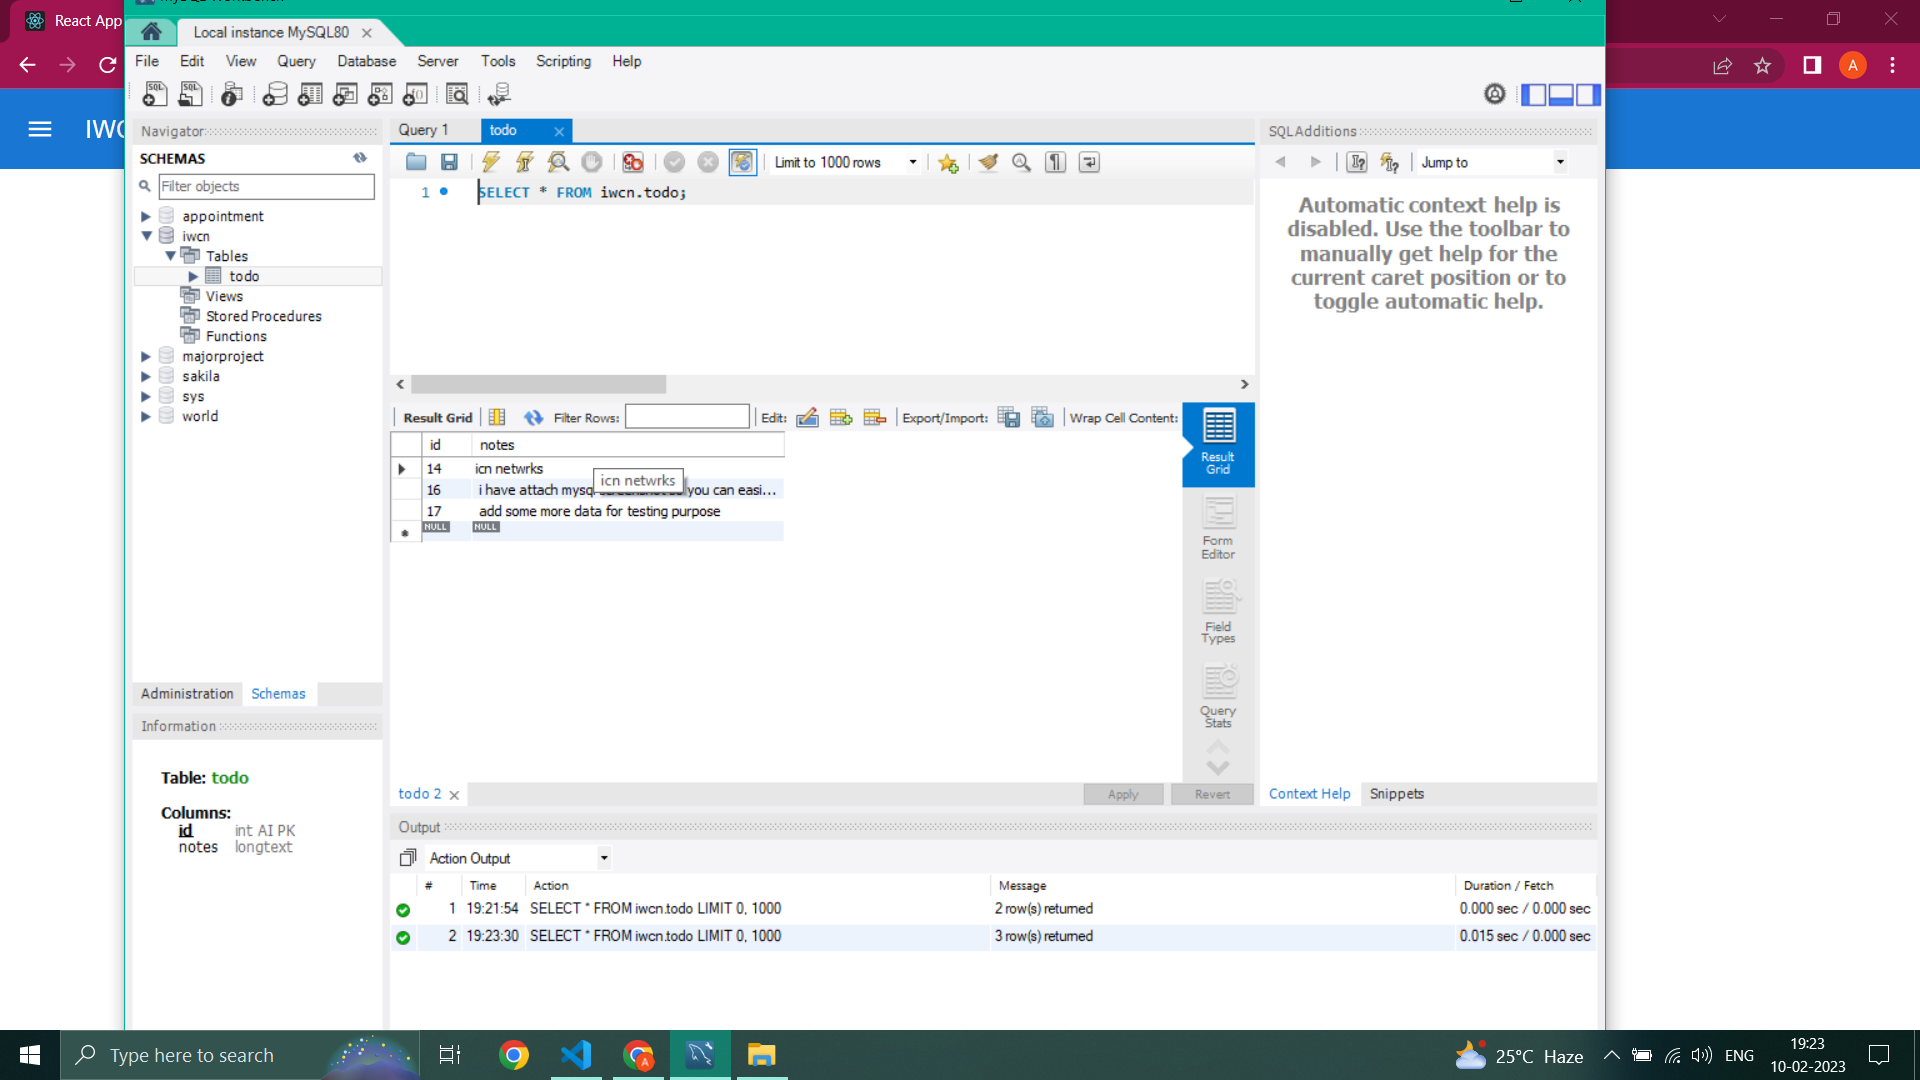 React App
Local instance MySQL80
File Edit View Query Database Server Tools Scripting Help
A
IWC
Navigator
SCHEMAS
Filter objects
appointment
iwcn
Tables
todo
Views
Stored Procedures
Functions
majorproject
sakila
sys
world
Administration Schemas
Information
Table: todo
Columns:
id int AI PK
notes longtext
Query 1 todo
Limit to 1000 rows
1 SELECT * FROM iwcn.todo;
Result Grid Filter Rows: Edit: Export/Import: Wrap Cell Content:
id notes
14 icn netwrks
icn netwrks
16 i have attach mysql you can easi...
17 add some more data for testing purpose
NULL NULL
Result Grid
Form Editor
Field Types
Query Stats
todo 2 Apply Revert
SQLAdditions
Jump to
Automatic context help is
disabled. Use the toolbar to
manually get help for the
current caret position or to
toggle automatic help.
Context Help Snippets
Output
Action Output
# Time Action Message Duration / Fetch
1 19:21:54 SELECT * FROM iwcn.todo LIMIT 0, 1000 2 row(s) returned 0.000 sec / 0.000 sec
2 19:23:30 SELECT * FROM iwcn.todo LIMIT 0, 1000 3 row(s) returned 0.015 sec / 0.000 sec
Type here to search
25°C Haze
ENG
19:23
10-02-2023